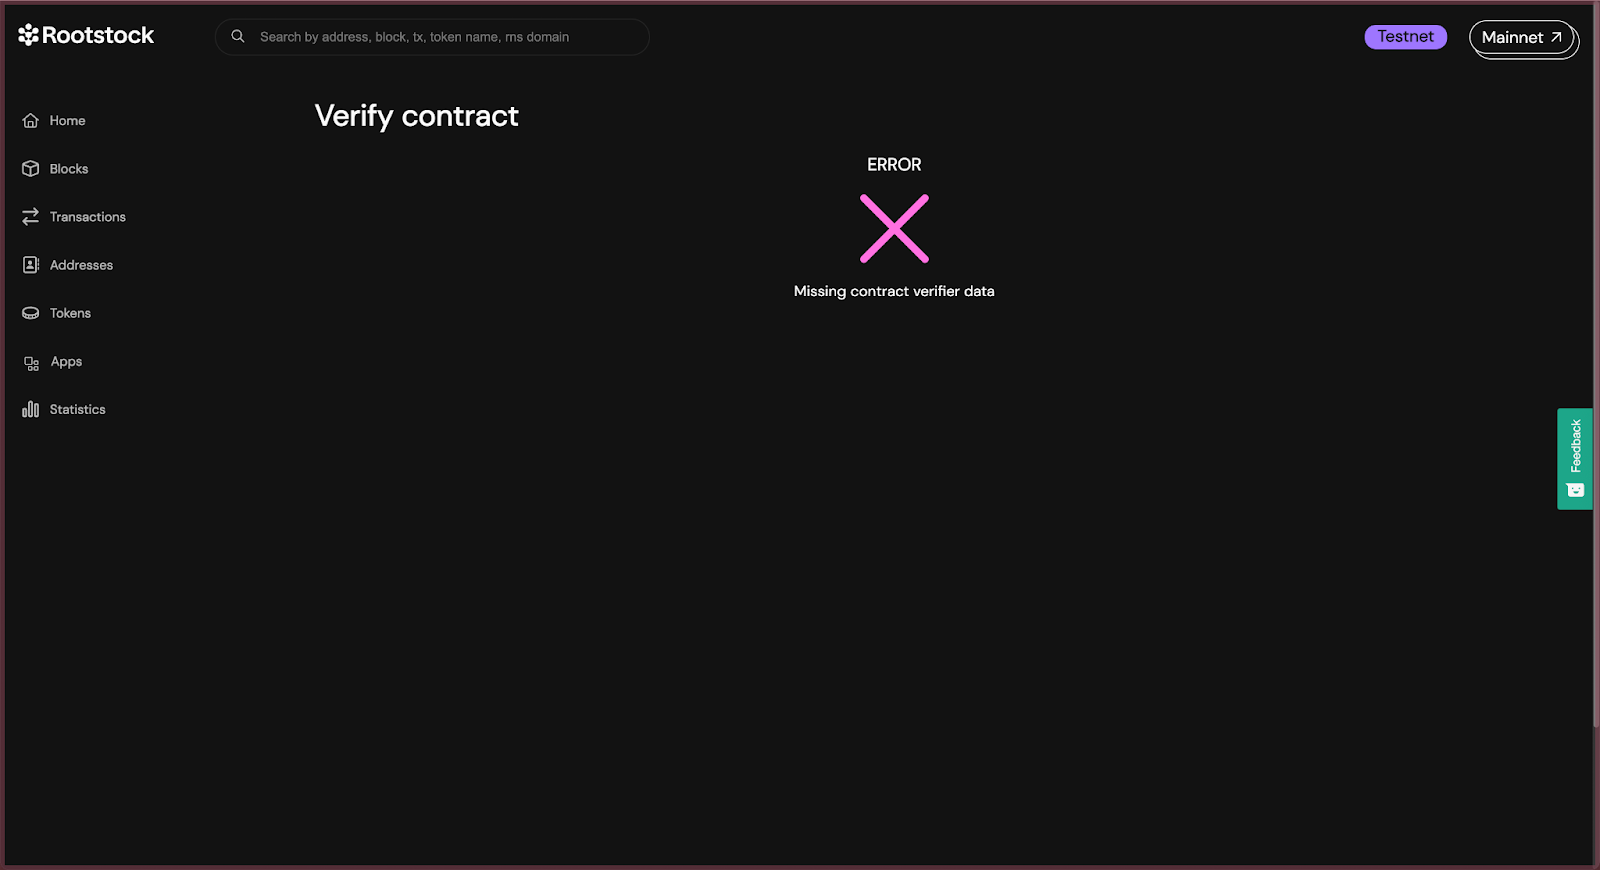 Rootstock
Search by address, block, tx, token name, rns domain
Testnet
Mainnet
Home
Blocks
Transactions
Addresses
Tokens
Apps
Statistics
Verify contract
ERROR
Missing contract verifier data
Feedback